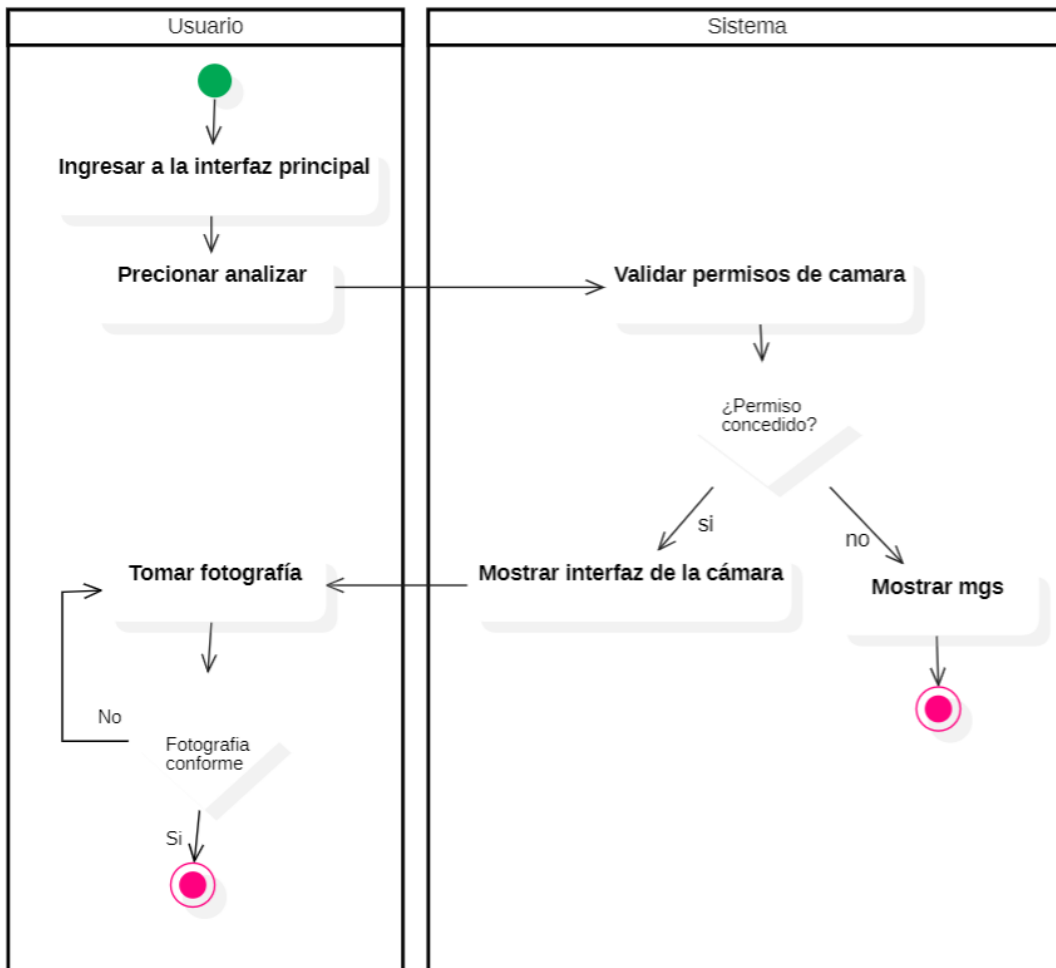 Usuario
Sistema
Ingresar a la interfaz principal
Precionar analizar
Validar permisos de camara
¿Permiso
concedido?
si
no
Tomar fotografía
Mostrar interfaz de la cámara
Mostrar mgs
No
Fotografia
conforme
Si